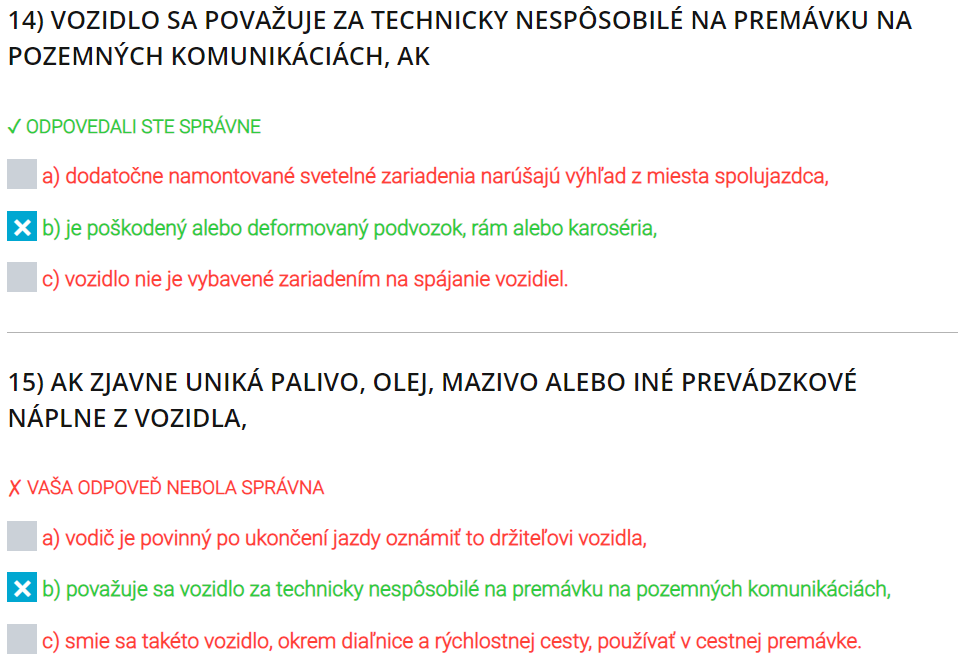 14) VOZIDLO SA POVAŽUJE ZA TECHNICKY NESPÔSOBILÉ NA PREMÁVKU NA
POZEMNÝCH KOMUNIKÁCIÁCH, AK
✓ ODPOVEDALI STE SPRÁVNE
a) dodatočne namontované svetelné zariadenia narúšajú výhľad z miesta spolujazdca,
b) je poškodený alebo deformovaný podvozok, rám alebo karoséria,
c) vozidlo nie je vybavené zariadením na spájanie vozidiel.
15) AK ZJAVNE UNIKÁ PALIVO, OLEJ, MAZIVO ALEBO INÉ PREVÁDZKOVÉ
NÁPLNE Z VOZIDLA,
✗ VAŠA ODPOVEĎ NEBOLA SPRÁVNA
a) vodič je povinný po ukončení jazdy oznámiť to držiteľovi vozidla,
b) považuje sa vozidlo za technicky nespôsobilé na premávku na pozemných komunikáciách,
c) smie sa takéto vozidlo, okrem diaľnice a rýchlostnej cesty, používať v cestnej premávke.